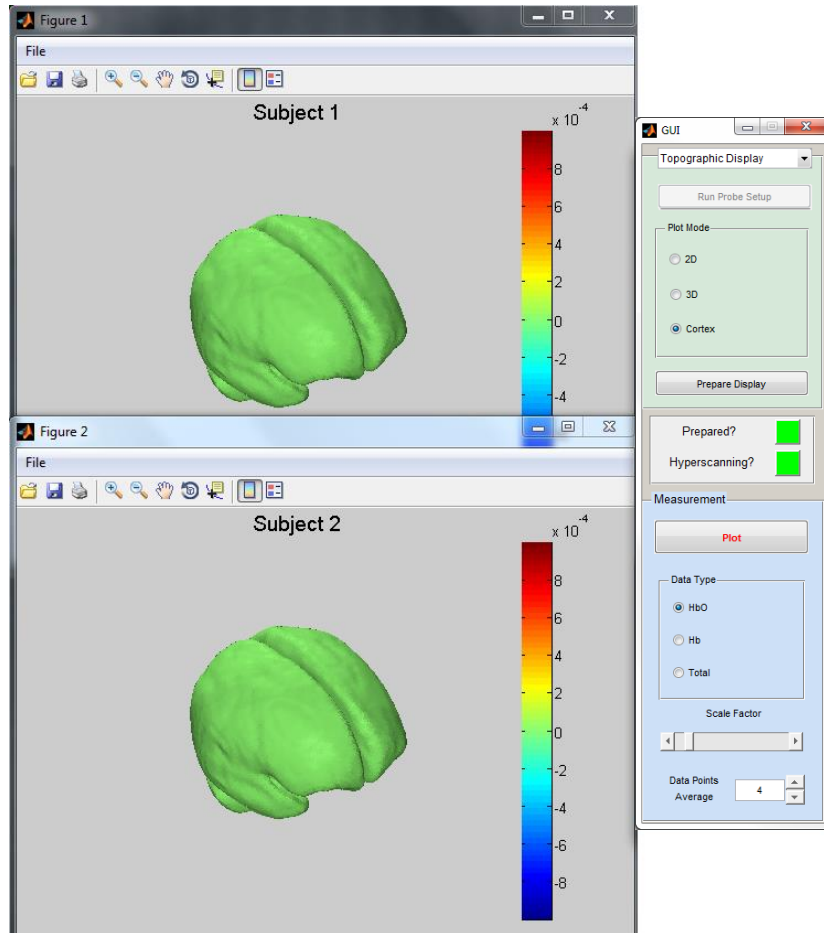 Figure 1
File
Subject 1
x 10 -4
8
6
4
2
0
-2
-4
Figure 2
File
Subject 2
x 10 -4
8
6
4
2
0
-2
-4
-6
-8
GUI
Topographic Display
Run Probe Setup
Plot Mode
2D
3D
Cortex
Prepare Display
Prepared?
Hyperscanning?
Measurement
Plot
Data Type
HbO
Hb
Total
Scale Factor
Data Points
Average
4